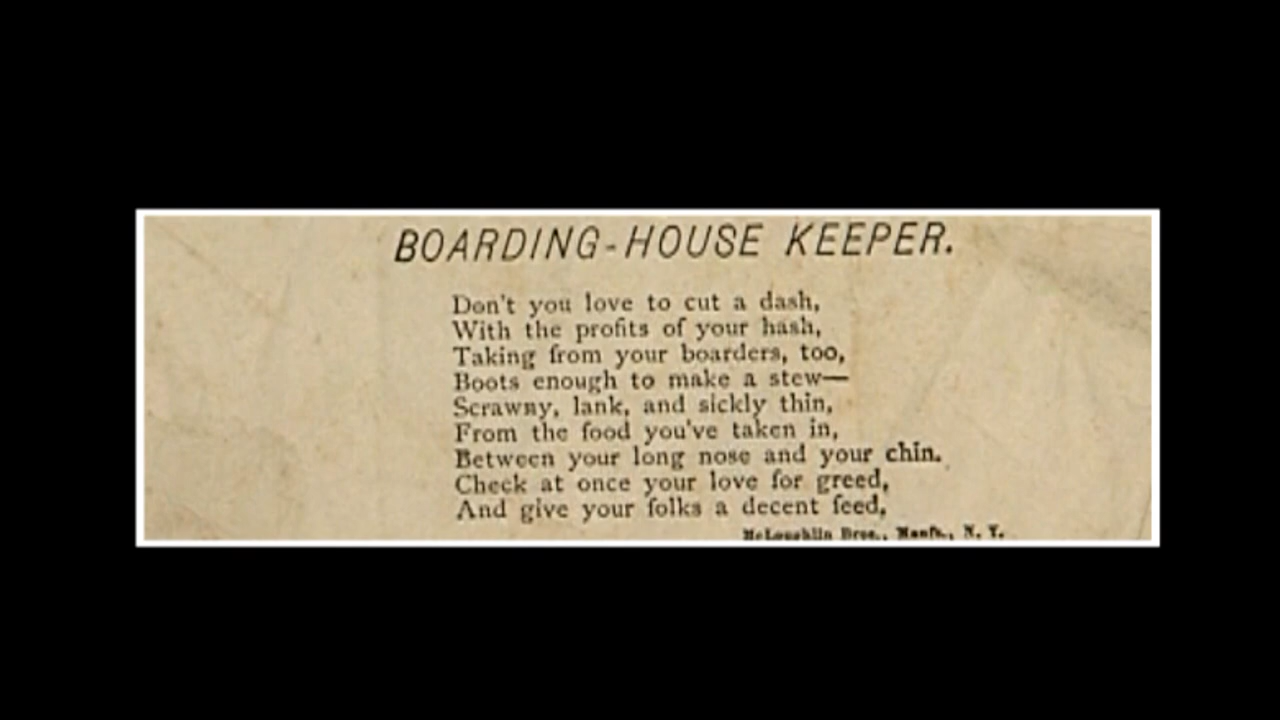 BOARDING-HOUSE KEEPER.
Don't you love to cut a dash,
With the profits of your hash,
Taking from your boarders, too,
Boots enough to make a stew—
Scrawny, lank, and sickly thin,
From the food you've taken in,
Between your long nose and your chin.
Check at once your love for greed,
And give your folks a decent feed,
McLoughlin Bros., Manfs., N. Y.